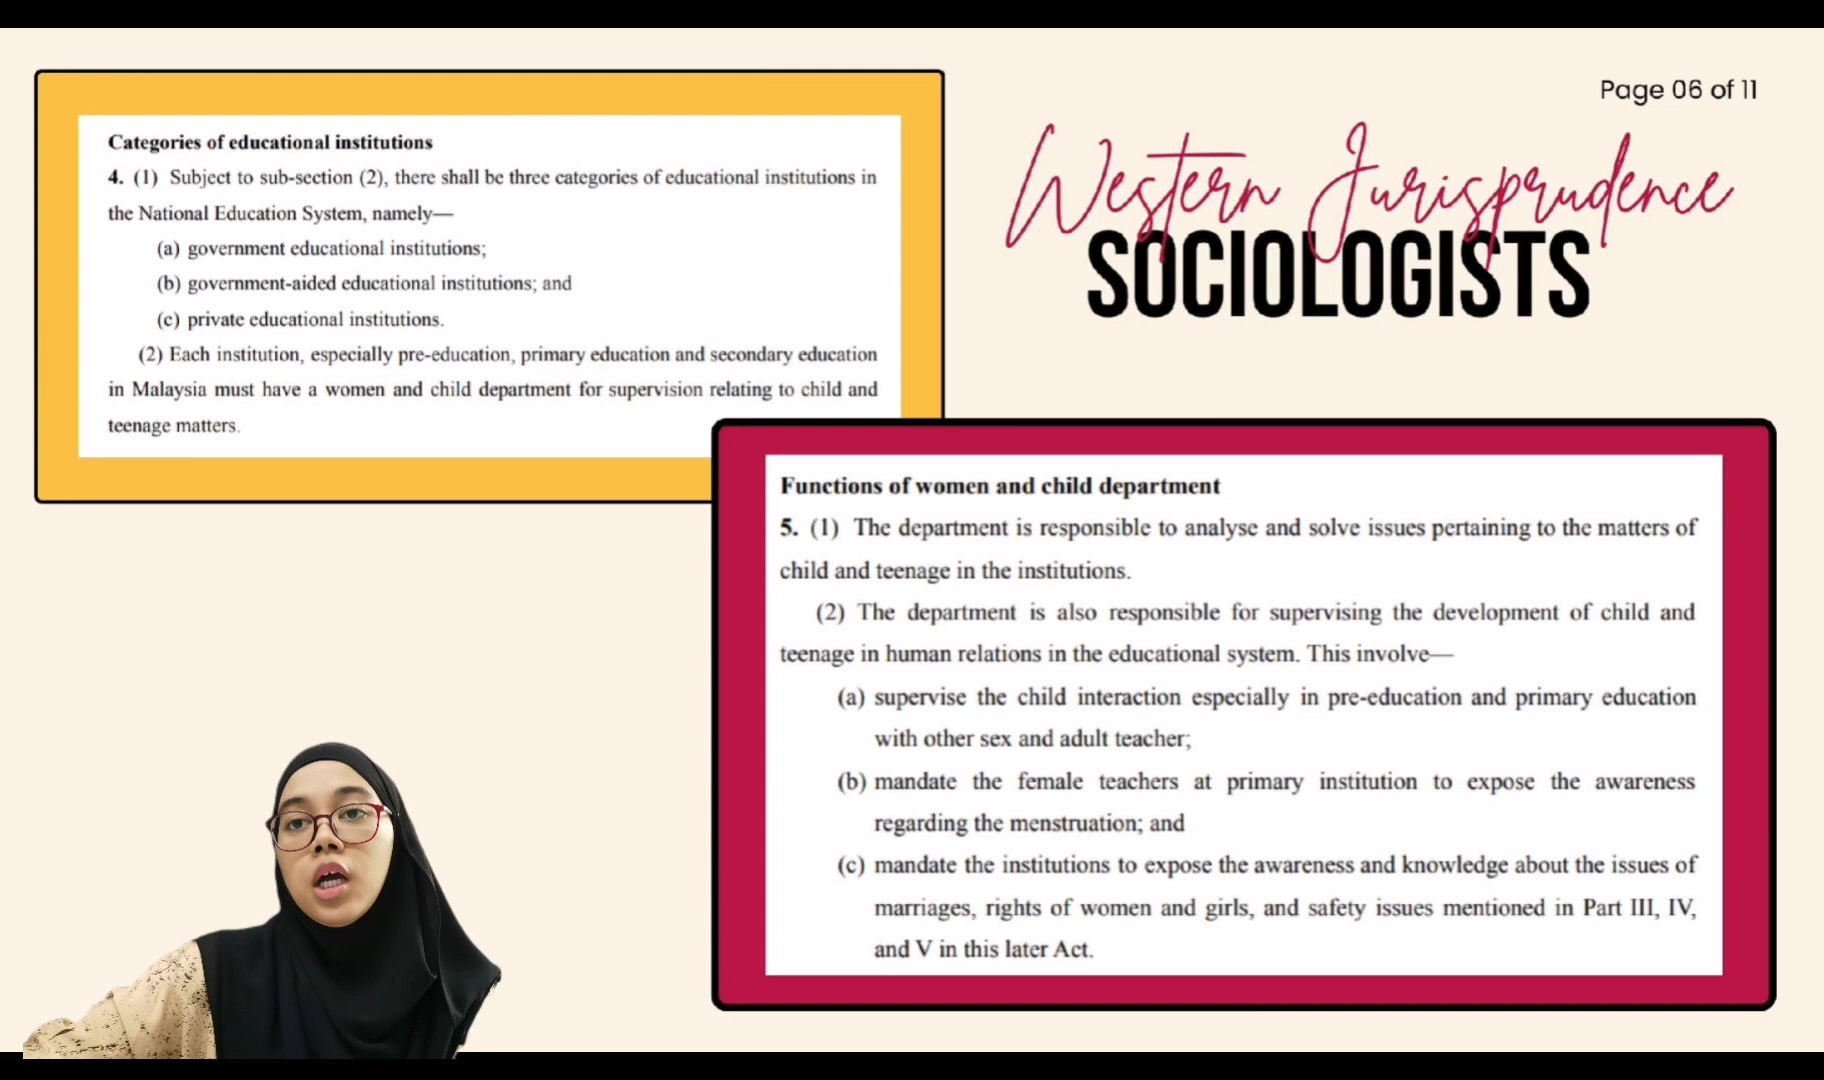 Page 06 of 11
Western Jurisprudence
SOCIOLOGISTS
Categories of educational institutions
4. (1) Subject to sub-section (2), there shall be three categories of educational institutions in
the National Education System, namely—
(a) government educational institutions;
(b) government-aided educational institutions; and
(c) private educational institutions.
(2) Each institution, especially pre-education, primary education and secondary education
in Malaysia must have a women and child department for supervision relating to child and
teenage matters.
Functions of women and child department
5. (1) The department is responsible to analyse and solve issues pertaining to the matters of
child and teenage in the institutions.
(2) The department is also responsible for supervising the development of child and
teenage in human relations in the educational system. This involve—
(a) supervise the child interaction especially in pre-education and primary education
with other sex and adult teacher;
(b) mandate the female teachers at primary institution to expose the awareness
regarding the menstruation; and
(c) mandate the institutions to expose the awareness and knowledge about the issues of
marriages, rights of women and girls, and safety issues mentioned in Part III, IV,
and V in this later Act.